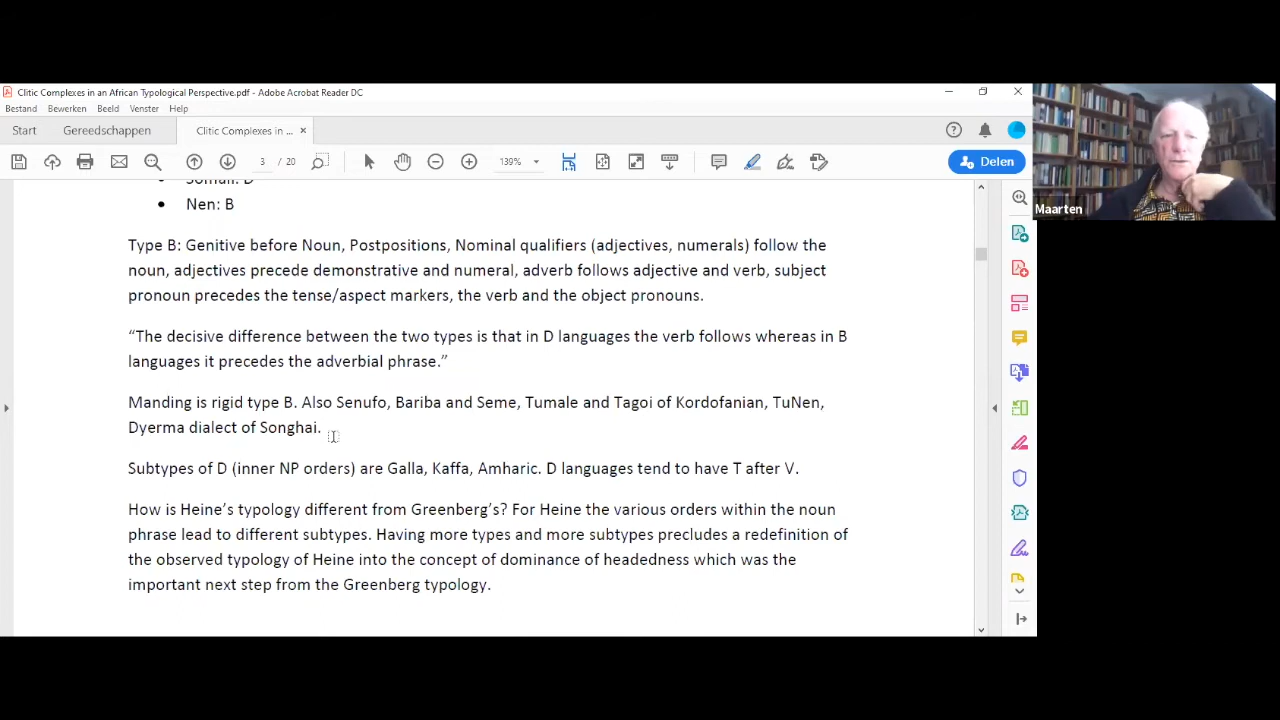 Clitic Complexes in an African Typological Perspective.pdf - Adobe Acrobat Reader DC
Bestand Bewerken Beeld Venster Help
Start Gereedschappen Clitic Complexes in ... ×
3 / 20 139% Delen
Somali: D
• Nen: B
Type B: Genitive before Noun, Postpositions, Nominal qualifiers (adjectives, numerals) follow the
noun, adjectives precede demonstrative and numeral, adverb follows adjective and verb, subject
pronoun precedes the tense/aspect markers, the verb and the object pronouns.
“The decisive difference between the two types is that in D languages the verb follows whereas in B
languages it precedes the adverbial phrase.”
Manding is rigid type B. Also Senufo, Bariba and Seme, Tumale and Tagoi of Kordofanian, TuNen,
Dyerma dialect of Songhai.
Subtypes of D (inner NP orders) are Galla, Kaffa, Amharic. D languages tend to have T after V.
How is Heine’s typology different from Greenberg’s? For Heine the various orders within the noun
phrase lead to different subtypes. Having more types and more subtypes precludes a redefinition of
the observed typology of Heine into the concept of dominance of headedness which was the
important next step from the Greenberg typology.
Maarten